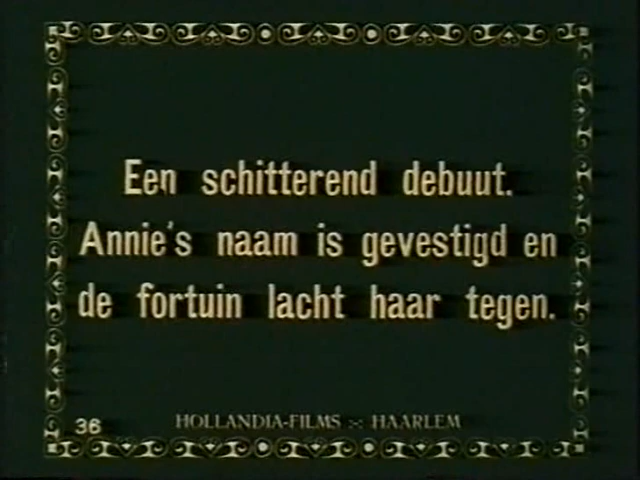 Een schitterend debuut.
Annie's naam is gevestigd en
de fortuin lacht haar tegen.
36
HOLLANDIA-FILMS :-: HAARLEM